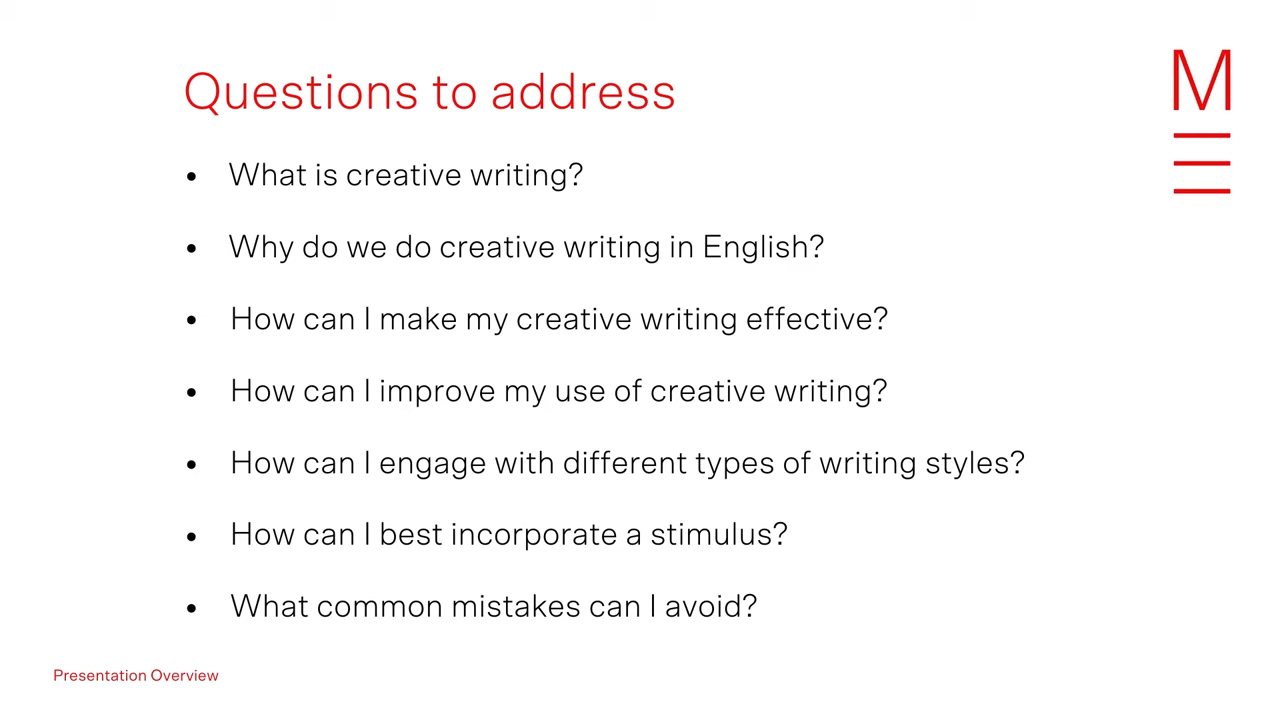 Questions to address
M
• What is creative writing?
• Why do we do creative writing in English?
• How can I make my creative writing effective?
• How can I improve my use of creative writing?
• How can I engage with different types of writing styles?
• How can I best incorporate a stimulus?
• What common mistakes can I avoid?
Presentation Overview